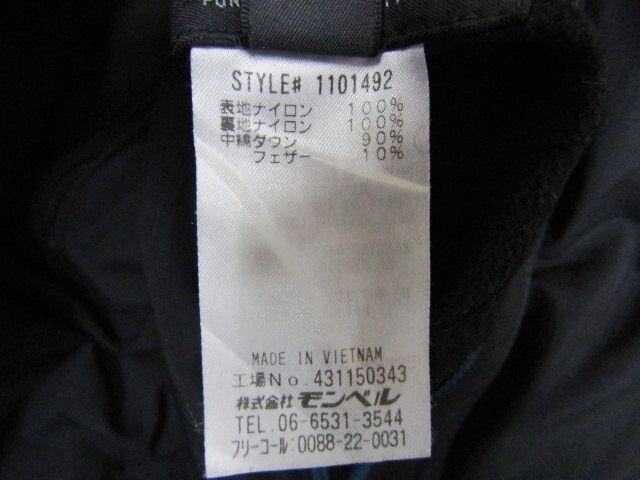 STYLE# 1101492
表地ナイロン 100%
裏地ナイロン 100%
中綿ダウン 90%
フェザー 10%
MADE IN VIETNAM
工場No.431150343
株式会社 モンベル
TEL.06-6531-3544
フリーコール:0088-22-0031